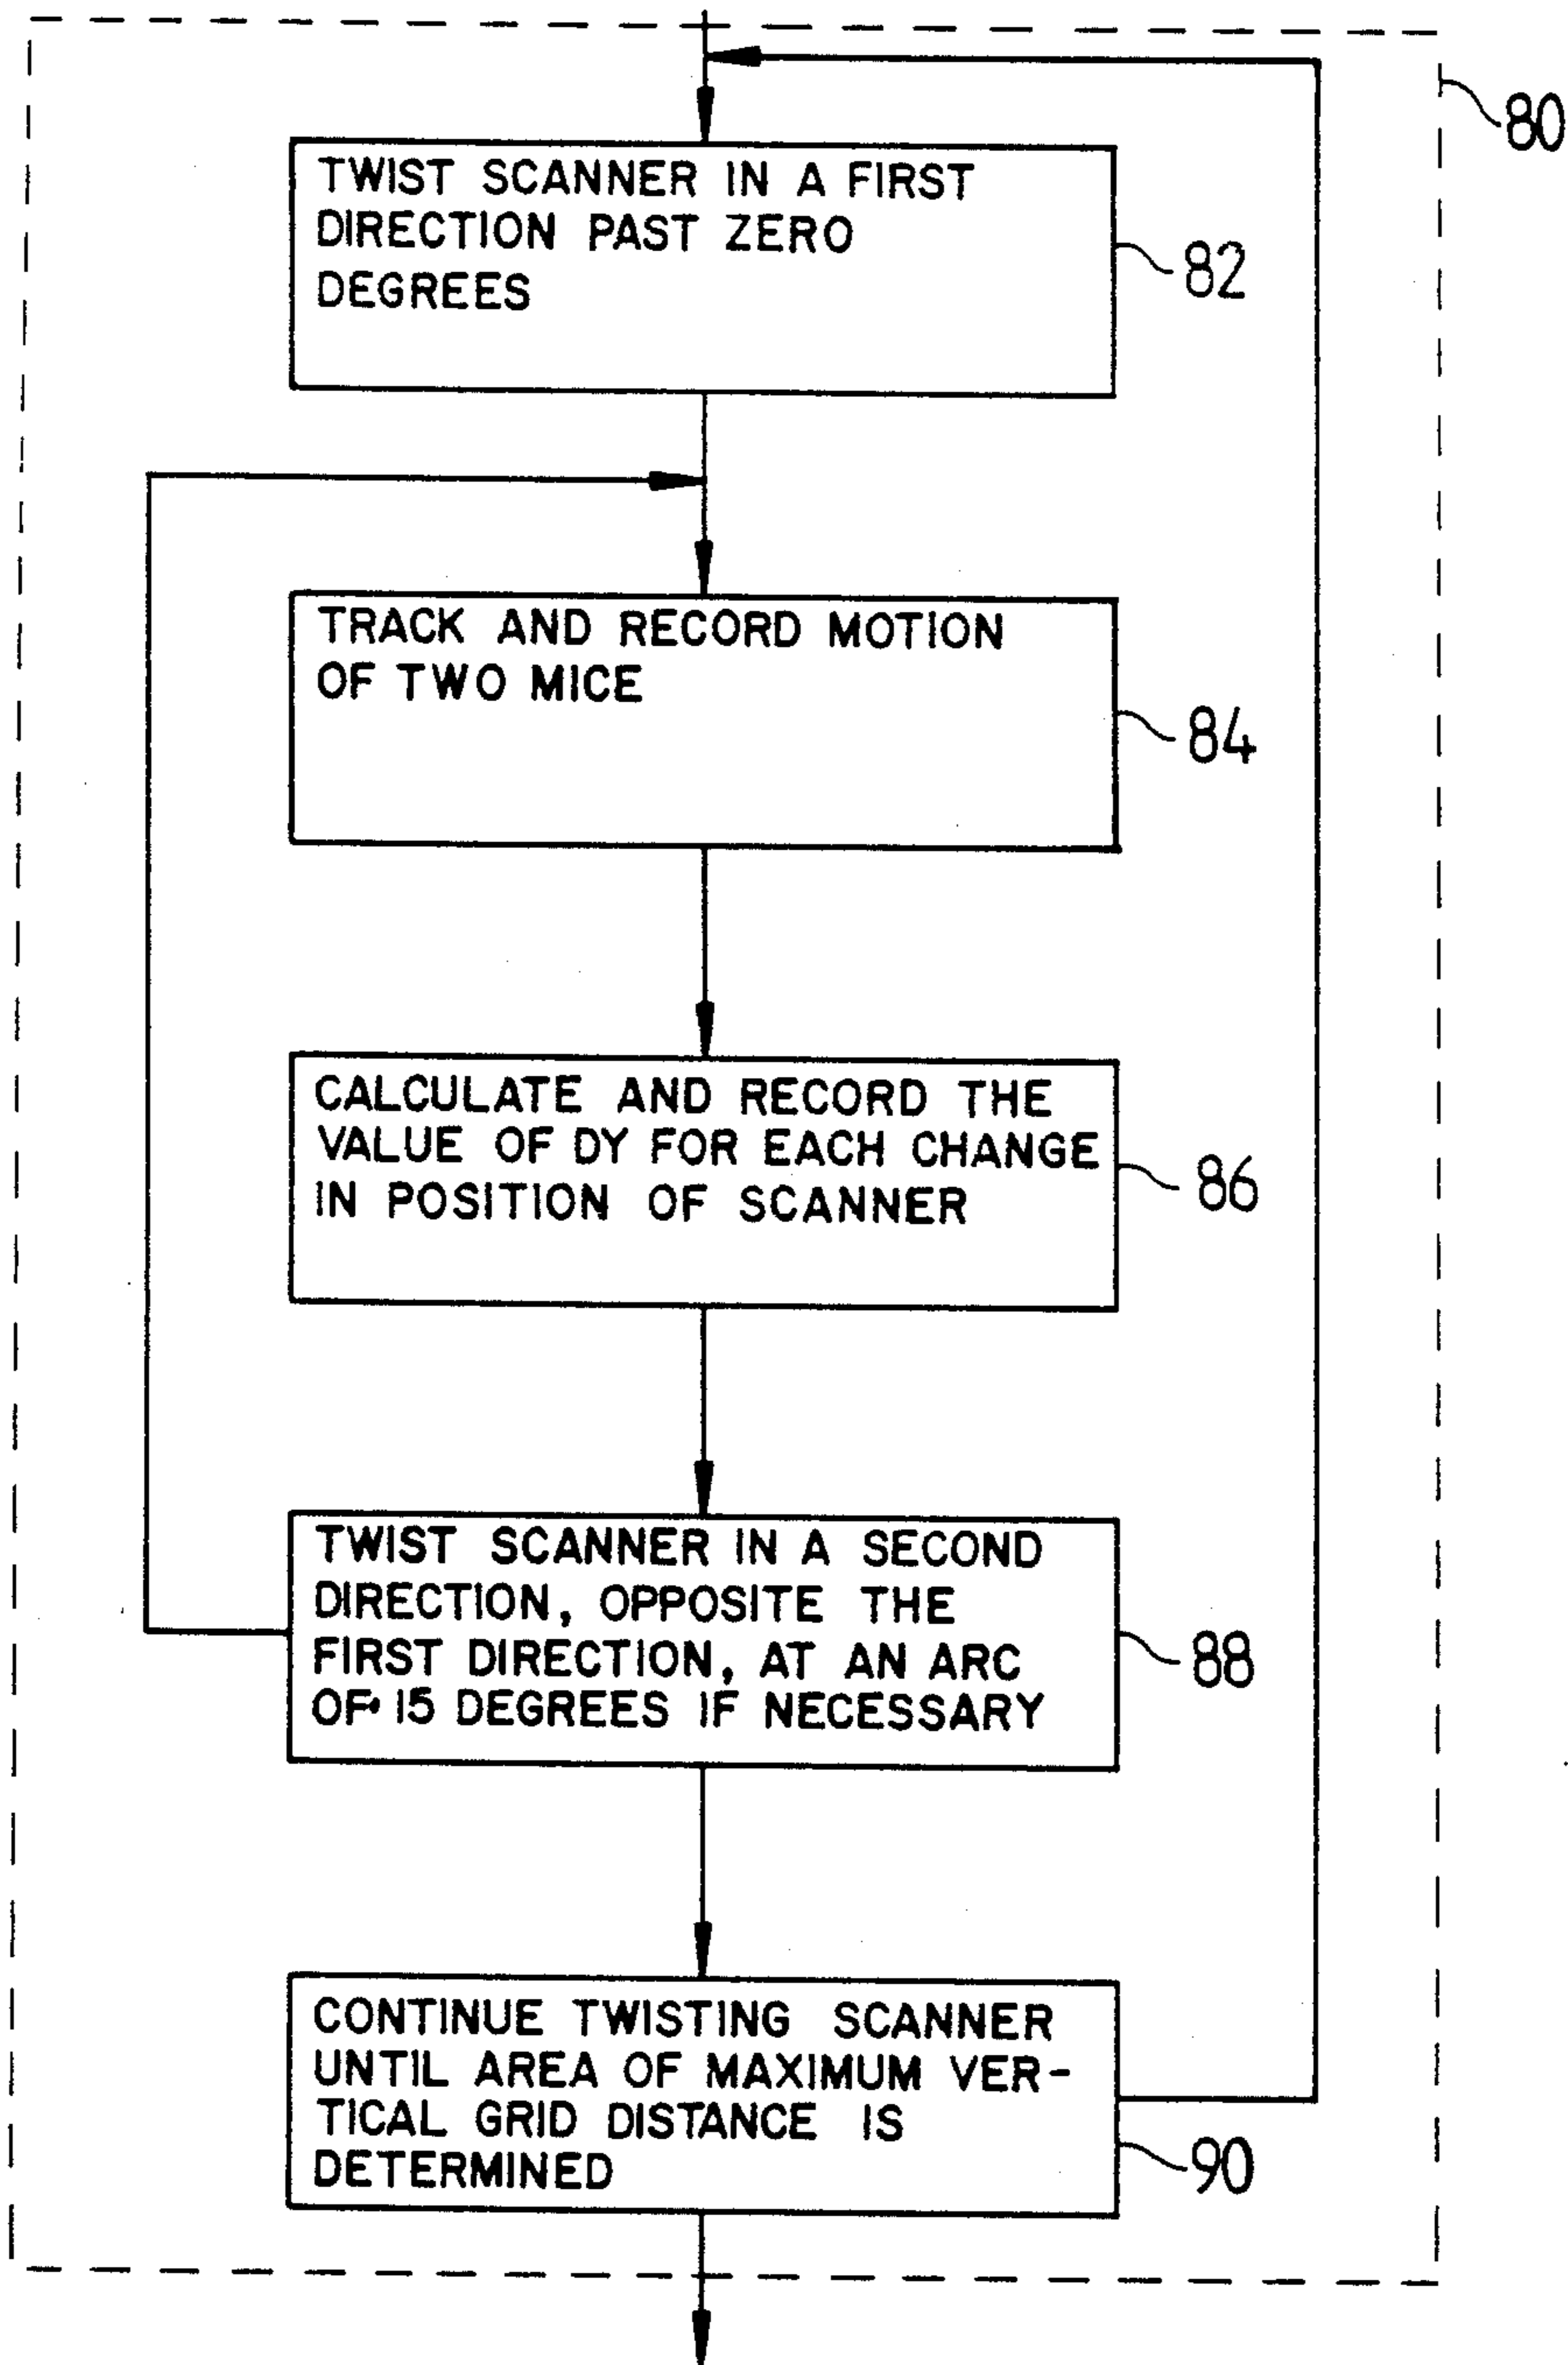 80
TWIST SCANNER IN A FIRST
DIRECTION PAST ZERO
DEGREES
82
TRACK AND RECORD MOTION
OF TWO MICE
84
CALCULATE AND RECORD THE
VALUE OF DY FOR EACH CHANGE
IN POSITION OF SCANNER
86
TWIST SCANNER IN A SECOND
DIRECTION, OPPOSITE THE
FIRST DIRECTION, AT AN ARC
OF 15 DEGREES IF NECESSARY
88
CONTINUE TWISTING SCANNER
UNTIL AREA OF MAXIMUM VER-
TICAL GRID DISTANCE IS
DETERMINED
90